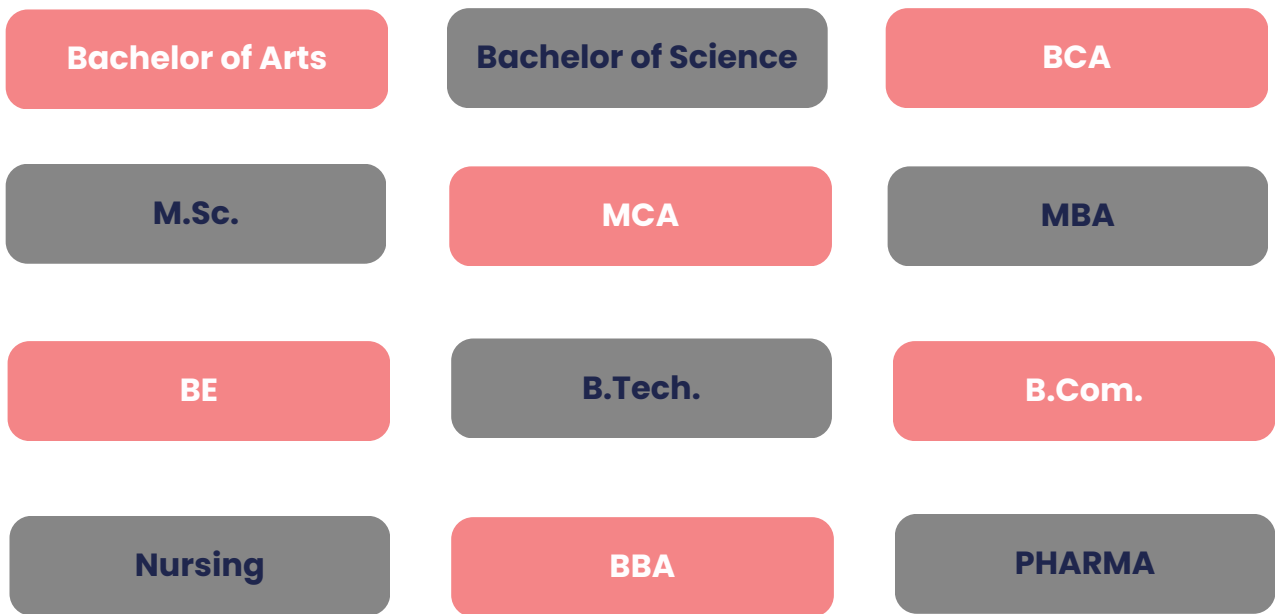 Bachelor of Arts
Bachelor of Science
BCA
M.Sc.
MCA
MBA
BE
B.Tech.
B.Com.
Nursing
BBA
PHARMA